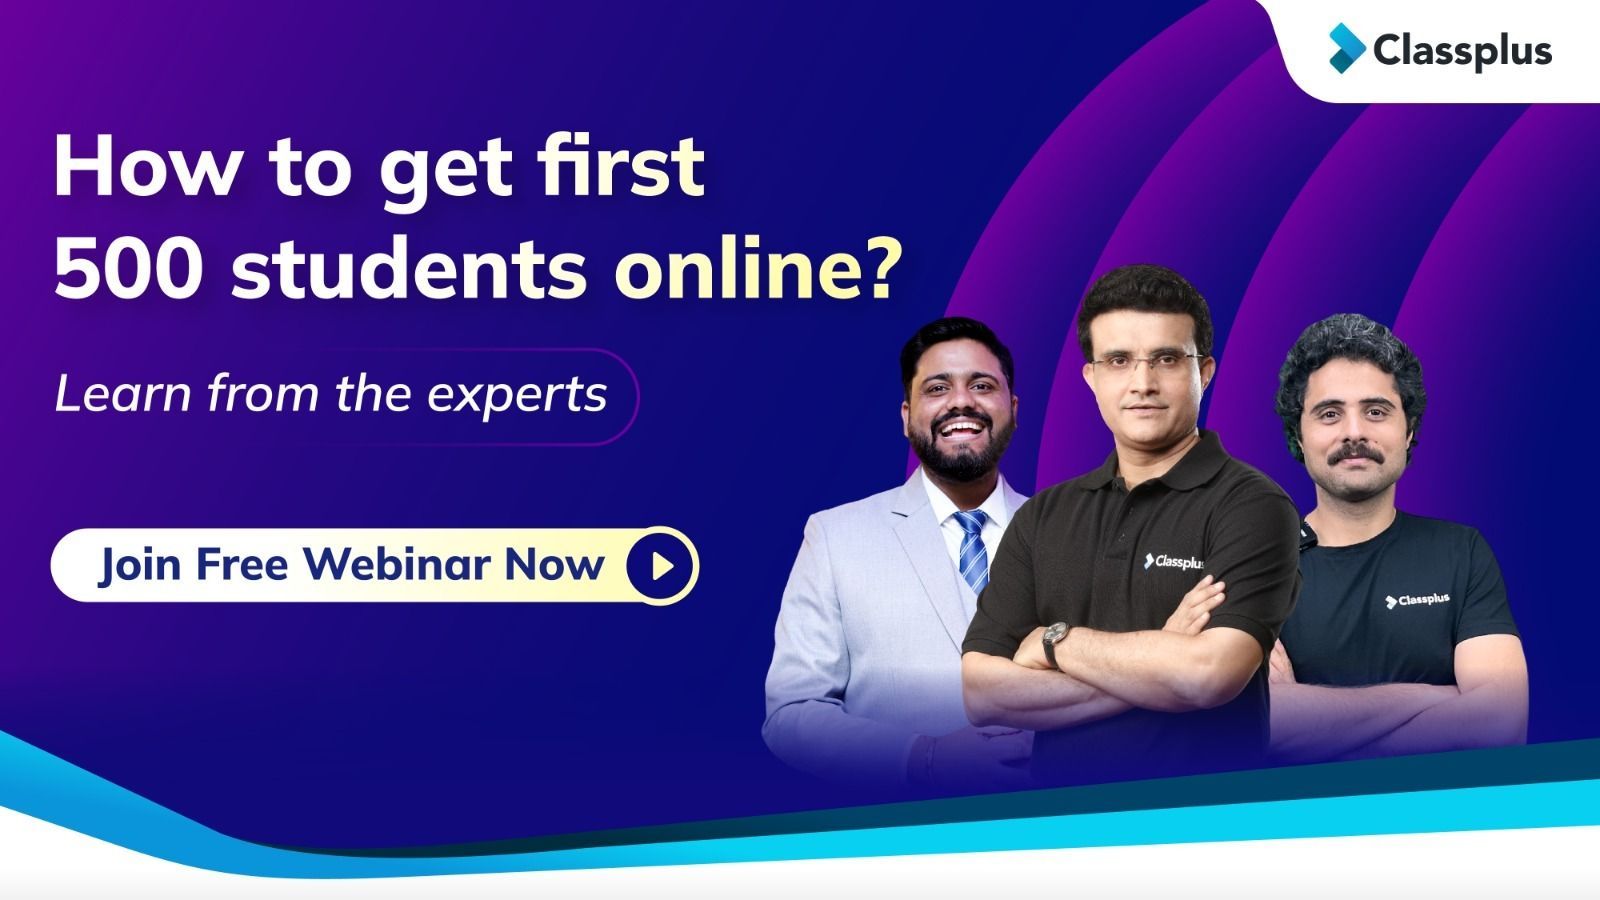 Classplus
How to get first
500 students online?
Learn from the experts
Join Free Webinar Now
Classplus
Classplus